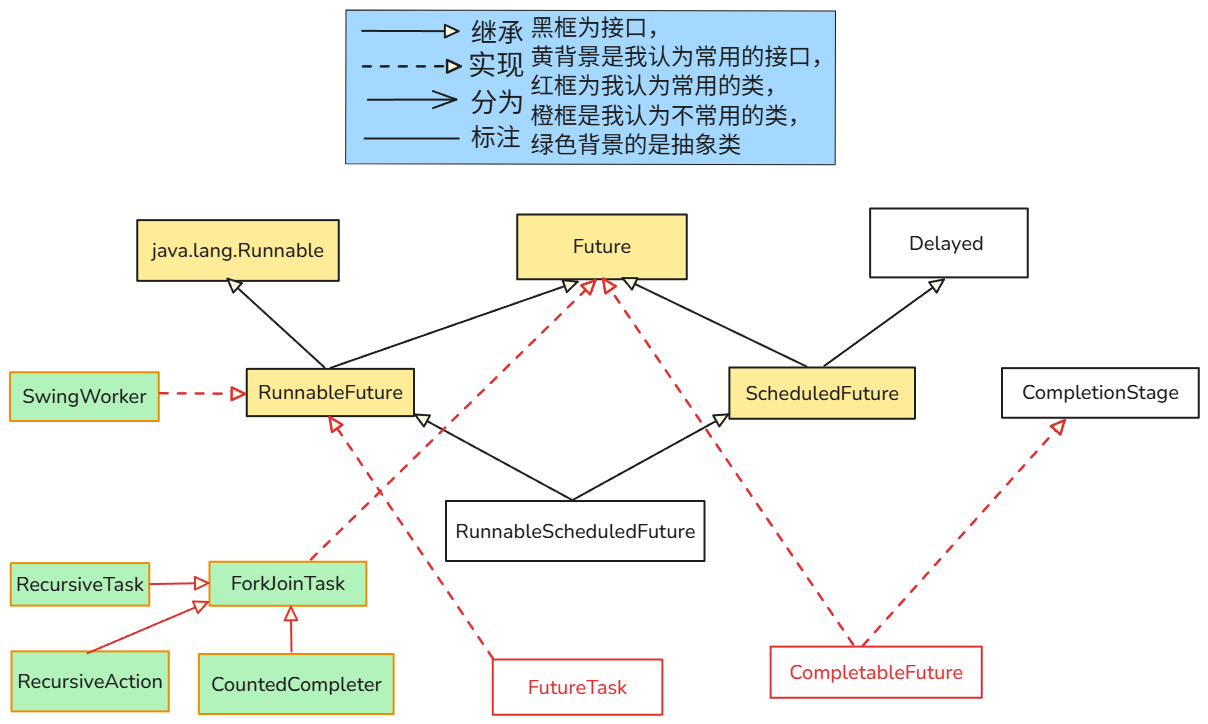 继承
实现
分为
标注
黑框为接口，
黄背景是我认为常用的接口，
红框为我认为常用的类，
橙框是我认为不常用的类，
绿色背景的是抽象类
java.lang.Runnable
Future
Delayed
SwingWorker
RunnableFuture
ScheduledFuture
CompletionStage
RunnableScheduledFuture
RecursiveTask
ForkJoinTask
RecursiveAction
CountedCompleter
FutureTask
CompletableFuture